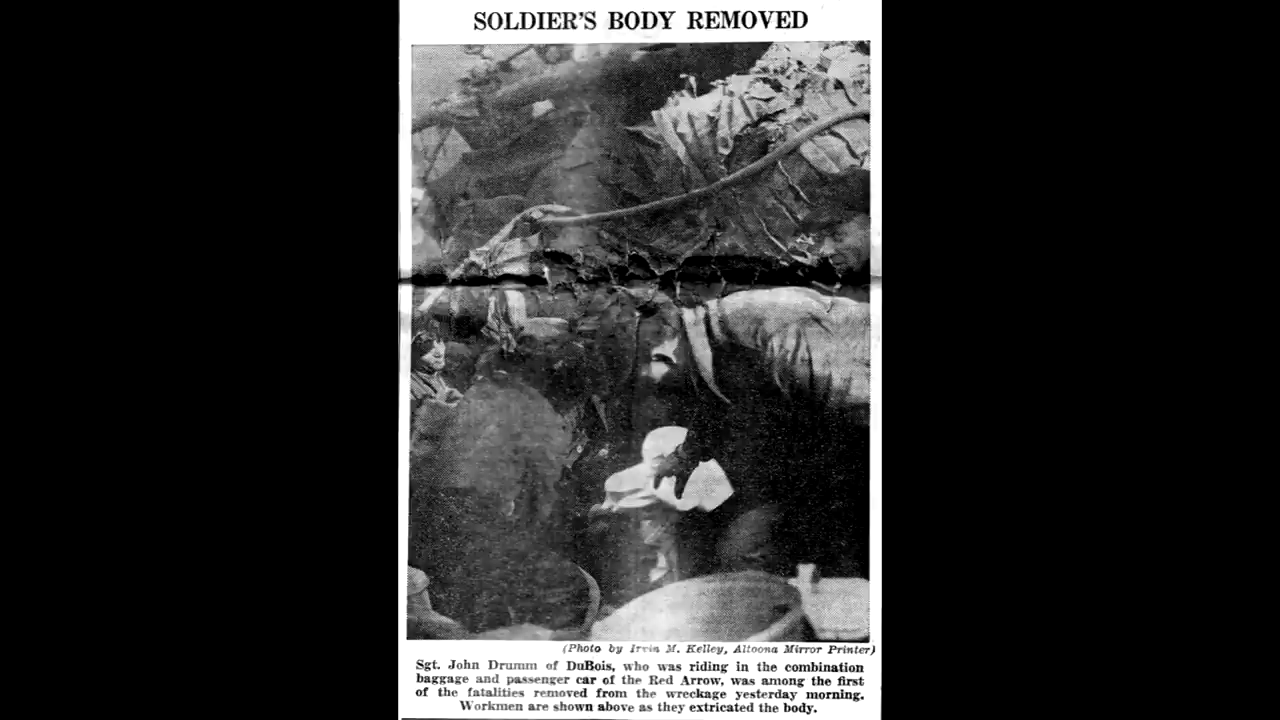 SOLDIER'S BODY REMOVED
(Photo by Irvin M. Kelley, Altoona Mirror Printer)
Sgt. John Drumm of DuBois, who was riding in the combination
baggage and passenger car of the Red Arrow, was among the first
of the fatalities removed from the wreckage yesterday morning.
Workmen are shown above as they extricated the body.